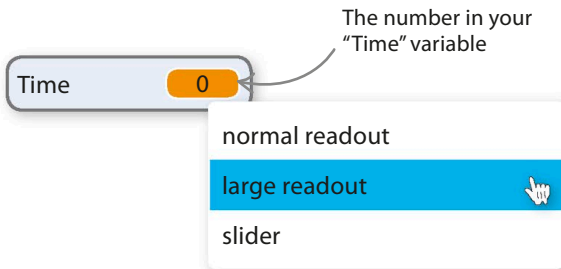 The number in your
“Time” variable
Time 0
normal readout
large readout
slider